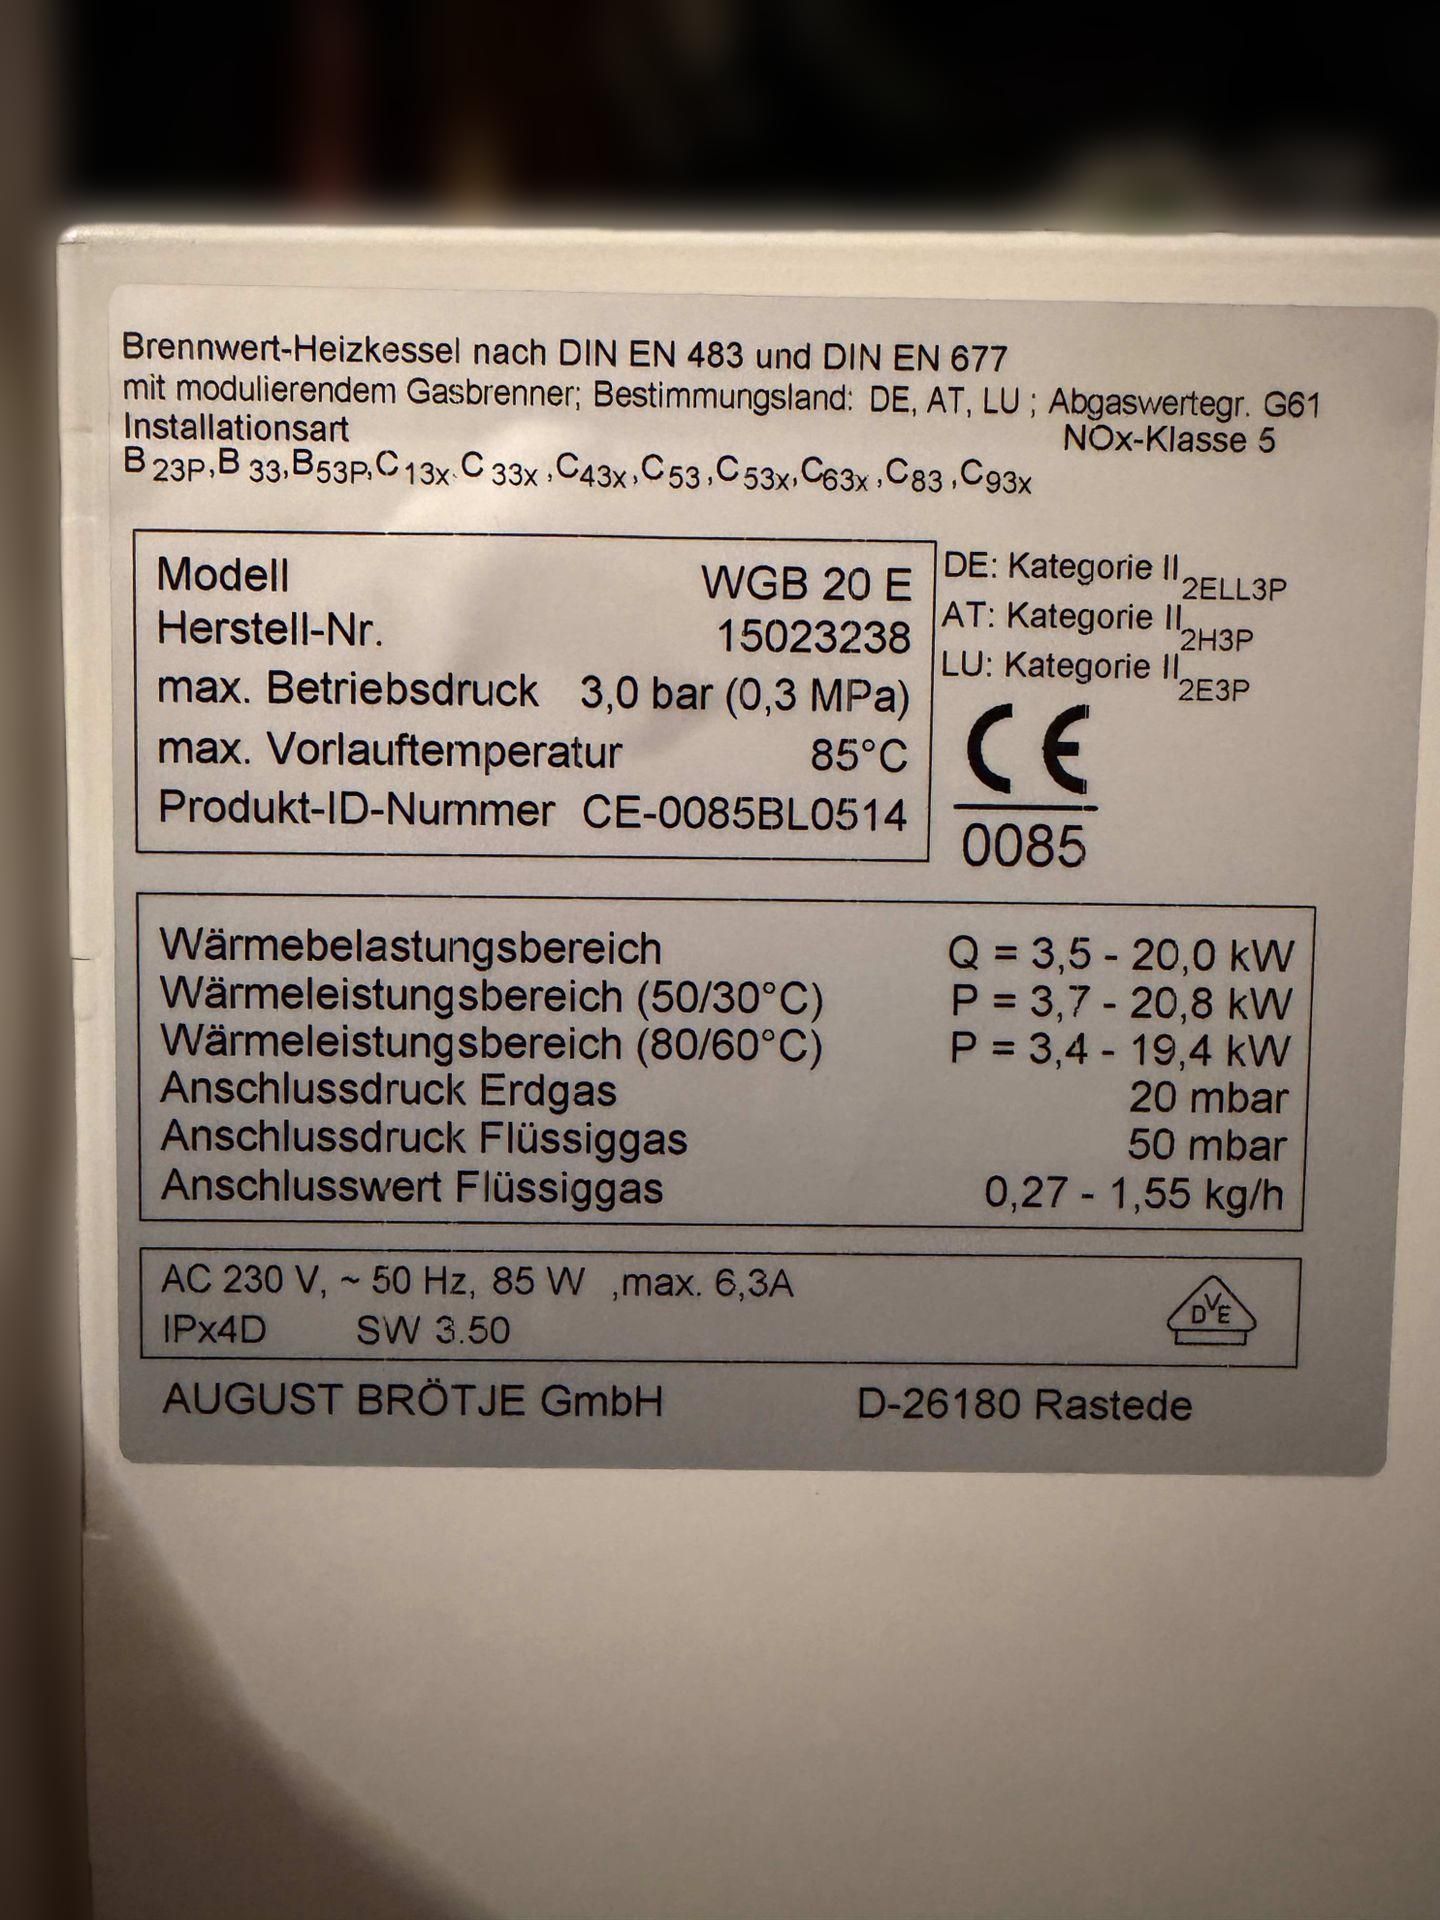 Brennwert-Heizkessel nach DIN EN 483 und DIN EN 677
mit modulierendem Gasbrenner; Bestimmungsland: DE, AT, LU ; Abgaswertegr. G61
Installationsart NOx-Klasse 5
B23P,B33,B53P,C13x,C33x,C43x,C53,C53x,C63x,C83,C93x
Modell WGB 20 E
Herstell-Nr. 15023238
max. Betriebsdruck 3,0 bar (0,3 MPa)
max. Vorlauftemperatur 85°C
Produkt-ID-Nummer CE-0085BL0514
DE: Kategorie II2ELL3P
AT: Kategorie II2H3P
LU: Kategorie II2E3P
CE
0085
Wärmebelastungsbereich Q = 3,5 - 20,0 kW
Wärmeleistungsbereich (50/30°C) P = 3,7 - 20,8 kW
Wärmeleistungsbereich (80/60°C) P = 3,4 - 19,4 kW
Anschlussdruck Erdgas 20 mbar
Anschlussdruck Flüssiggas 50 mbar
Anschlusswert Flüssiggas 0,27 - 1,55 kg/h
AC 230 V, ~ 50 Hz, 85 W ,max. 6,3A
IPx4D SW 3.50
DVE
AUGUST BRÖTJE GmbH D-26180 Rastede